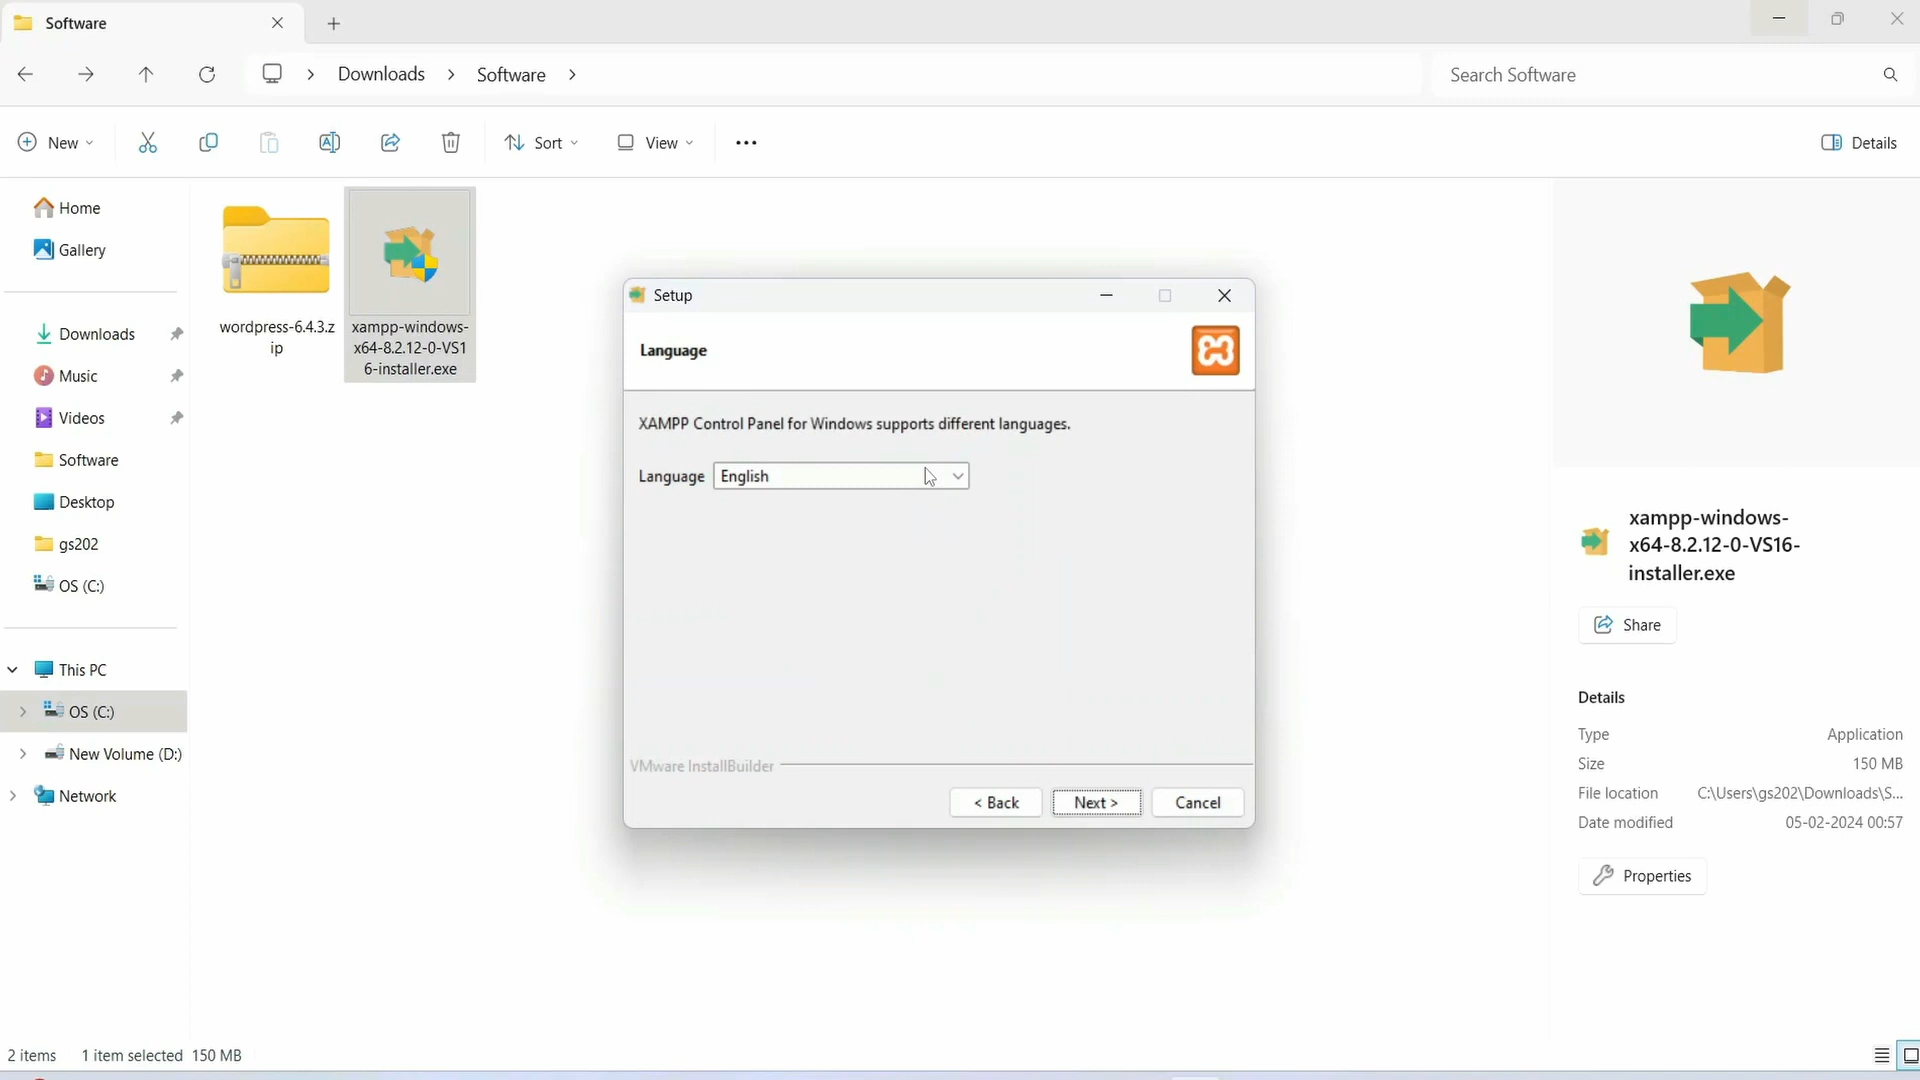 Software
Downloads
Software
Search Software
New
Sort
View
Details
Home
Gallery
Downloads
Music
Videos
Software
Desktop
gs202
OS (C:)
This PC
OS (C:)
New Volume (D:)
Network
wordpress-6.4.3.z
ip
xampp-windows-
x64-8.2.12-0-VS1
6-installer.exe
Setup
Language
XAMPP Control Panel for Windows supports different languages.
Language English
VMware InstallBuilder
< Back Next > Cancel
xampp-windows-
x64-8.2.12-0-VS16-
installer.exe
Share
Details
Type Application
Size 150 MB
File location C:\Users\gs202\Downloads\S...
Date modified 05-02-2024 00:57
Properties
2 items 1 item selected 150 MB